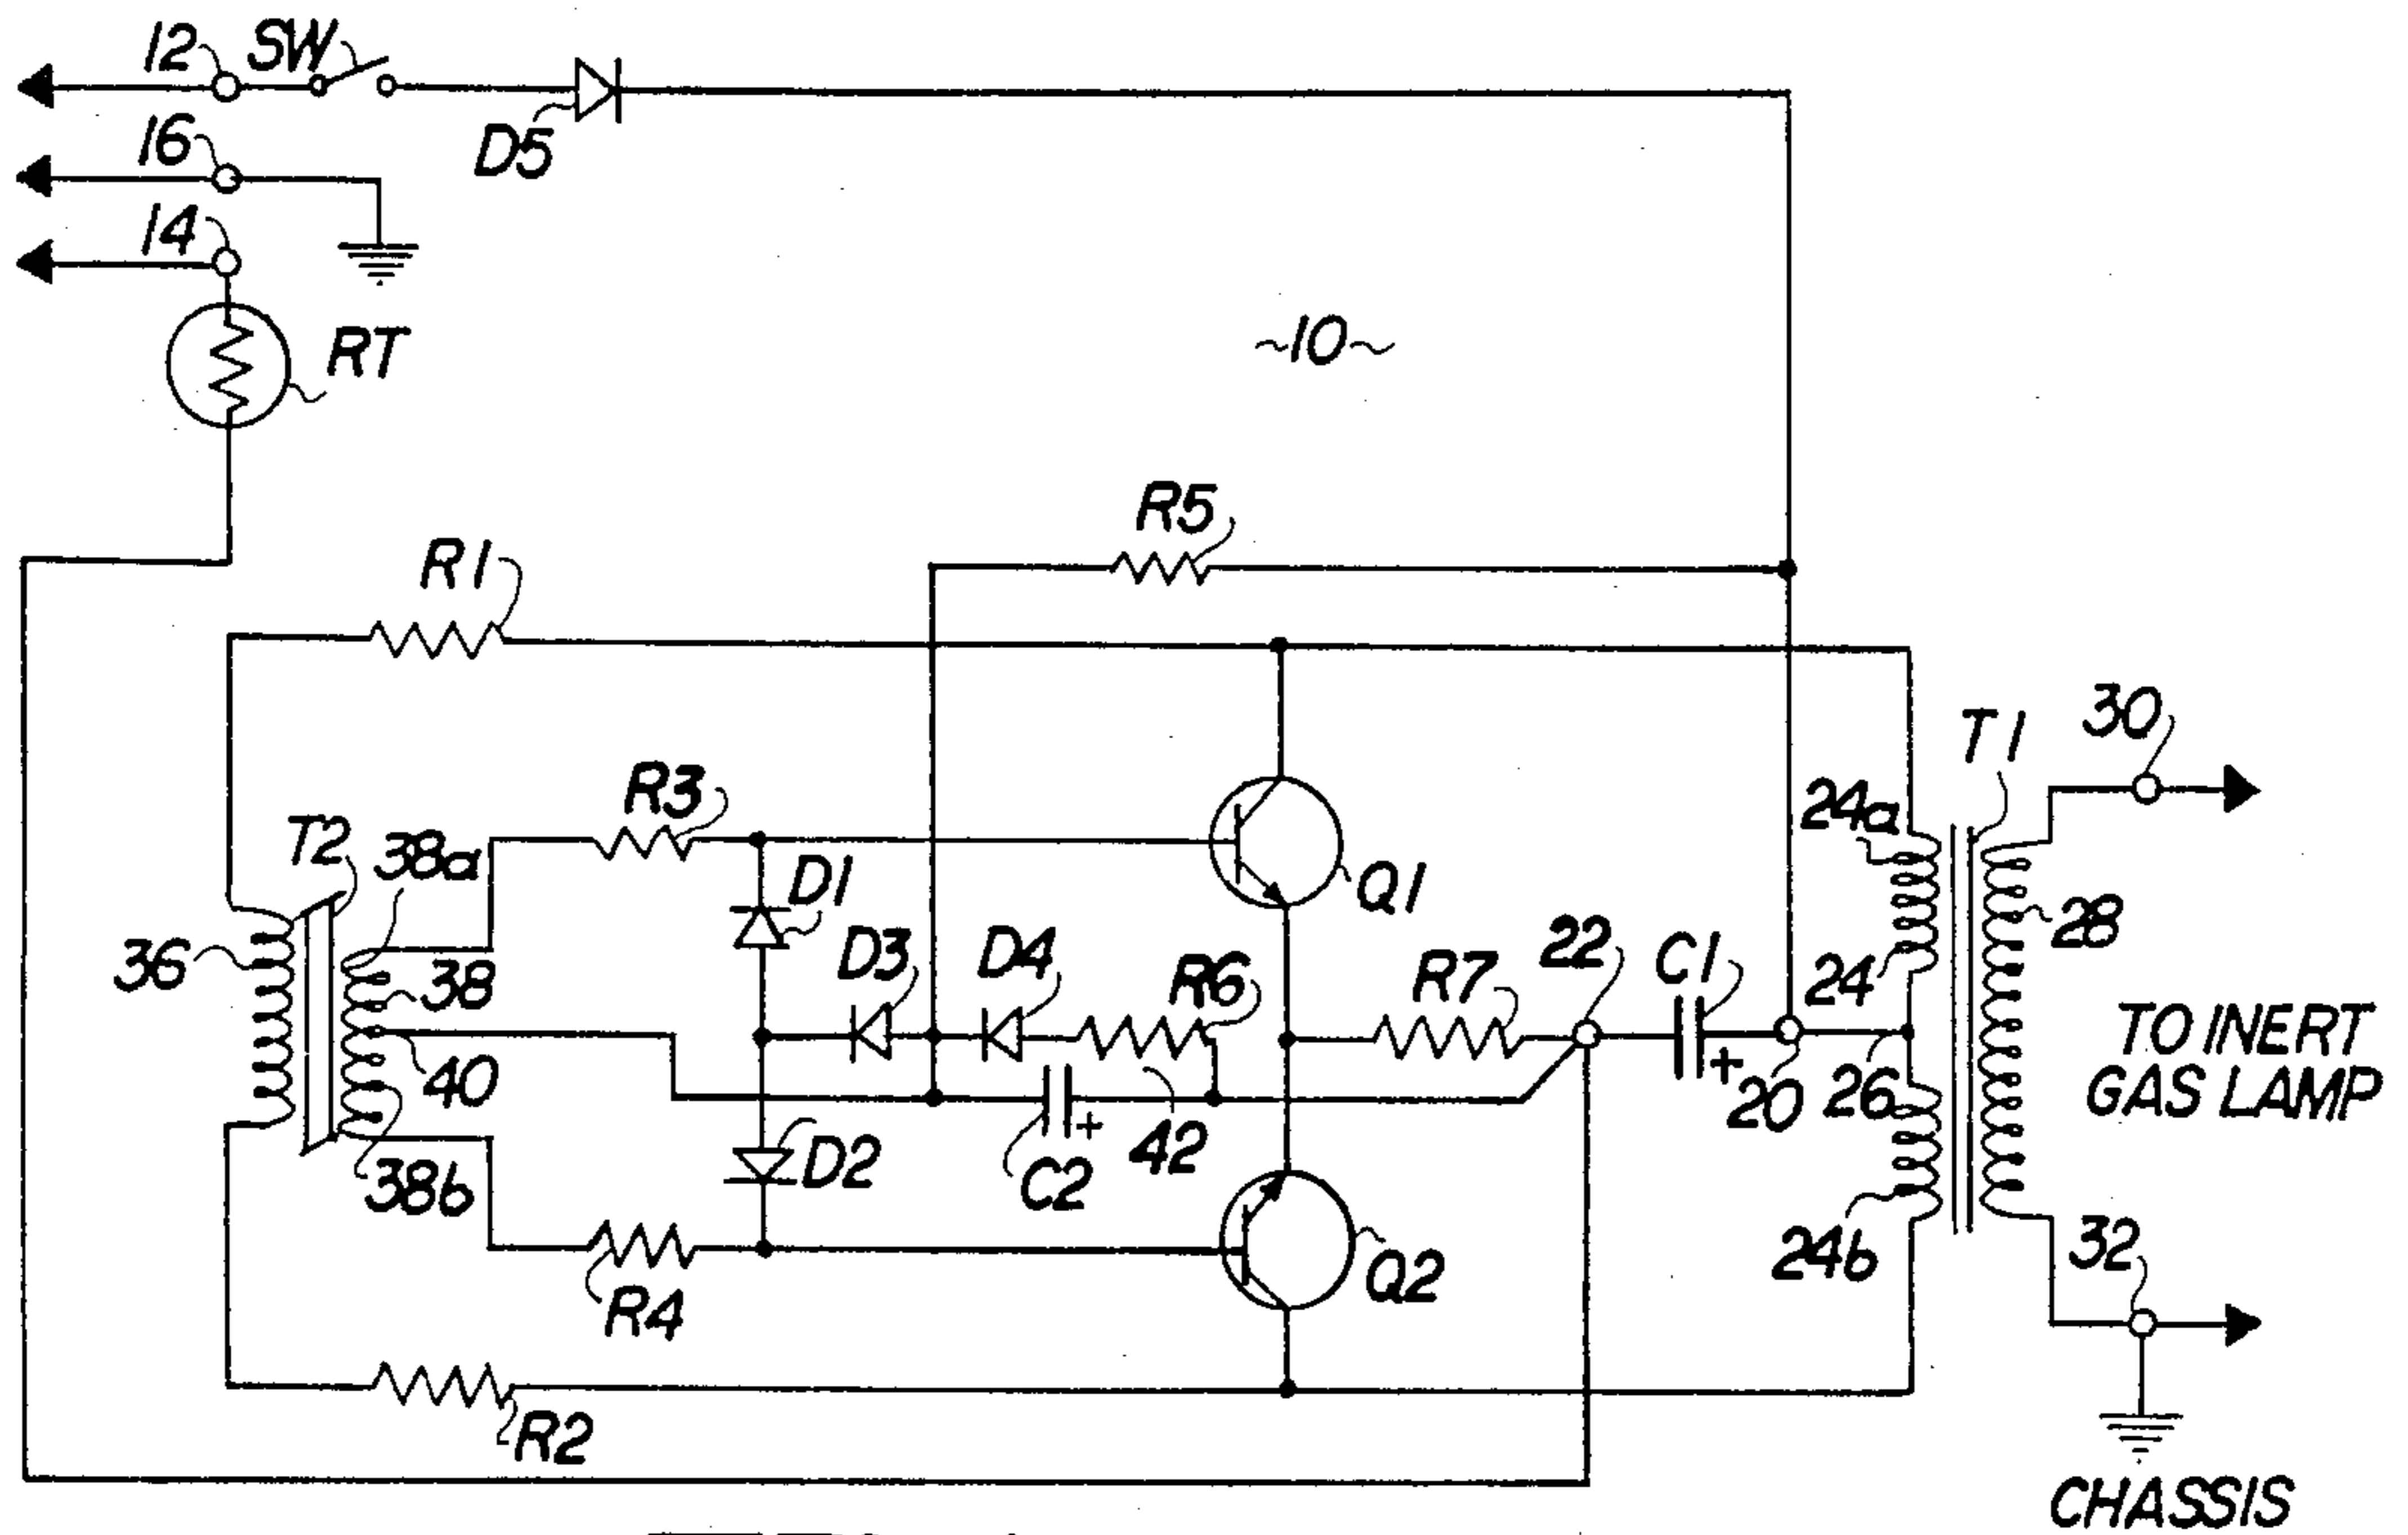 12
SW
16
D5
14
RT
~10~
R5
R1
30
T1
R3
24a
T2
38a
D1
Q1
28
36
38
D3
D4
R6
R7
22
C1
24
TO INERT
GAS LAMP
40
20
26
D2
C2
+
42
+
38b
24b
32
R4
Q2
R2
CHASSIS